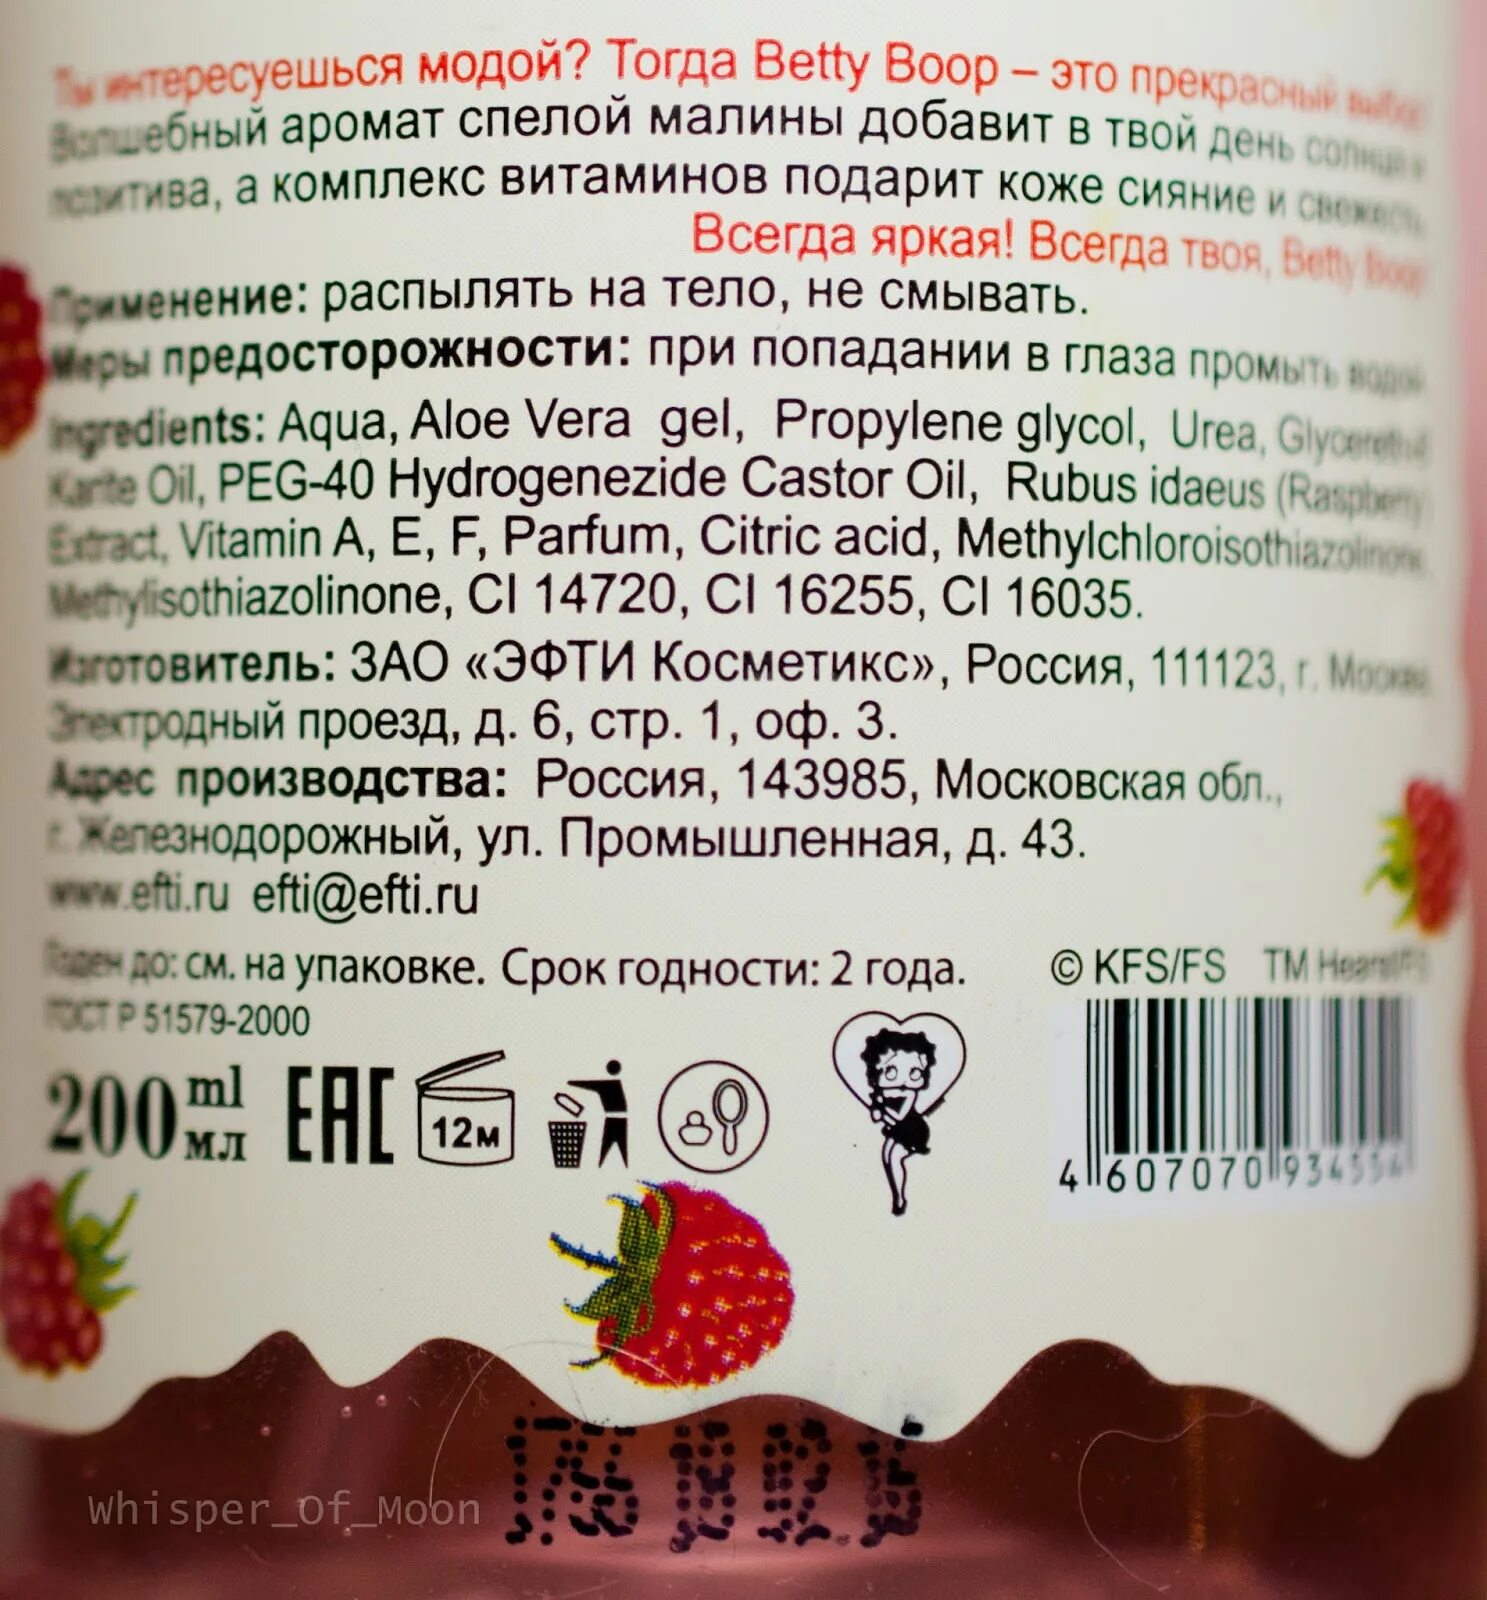 Ты интересуешься модой? Тогда Betty Boop – это прекрасный выбор
Волшебный аромат спелой малины добавит в твой день солнца и
позитива, а комплекс витаминов подарит коже сияние и свежесть.
Всегда яркая! Всегда твоя, Betty Boop
Применение: распылять на тело, не смывать.
Меры предосторожности: при попадании в глаза промыть водой
Ingredients: Aqua, Aloe Vera gel, Propylene glycol, Urea,
Karite Oil, PEG-40 Hydrogenezide Castor Oil, Rubus idaeus (Raspberry)
Extract, Vitamin A, E, F, Parfum, Citric acid, Methylchloroisothiazolinone,
Methylisothiazolinone, CI 14720, CI 16255, CI 16035.
Изготовитель: ЗАО «ЭФТИ Косметикс», Россия, 111123, г. Москва,
Электродный проезд, д. 6, стр. 1, оф. 3.
Адрес производства: Россия, 143985, Московская обл.,
г. Железнодорожный, ул. Промышленная, д. 43.
www.efti.ru efti@efti.ru
Годен до: см. на упаковке. Срок годности: 2 года.
© KFS/FS TM Hearst/FS
ГОСТ Р 51579-2000
200 ml
мл
EAC
12м
4 607070 934554
Whisper_Of_Moon